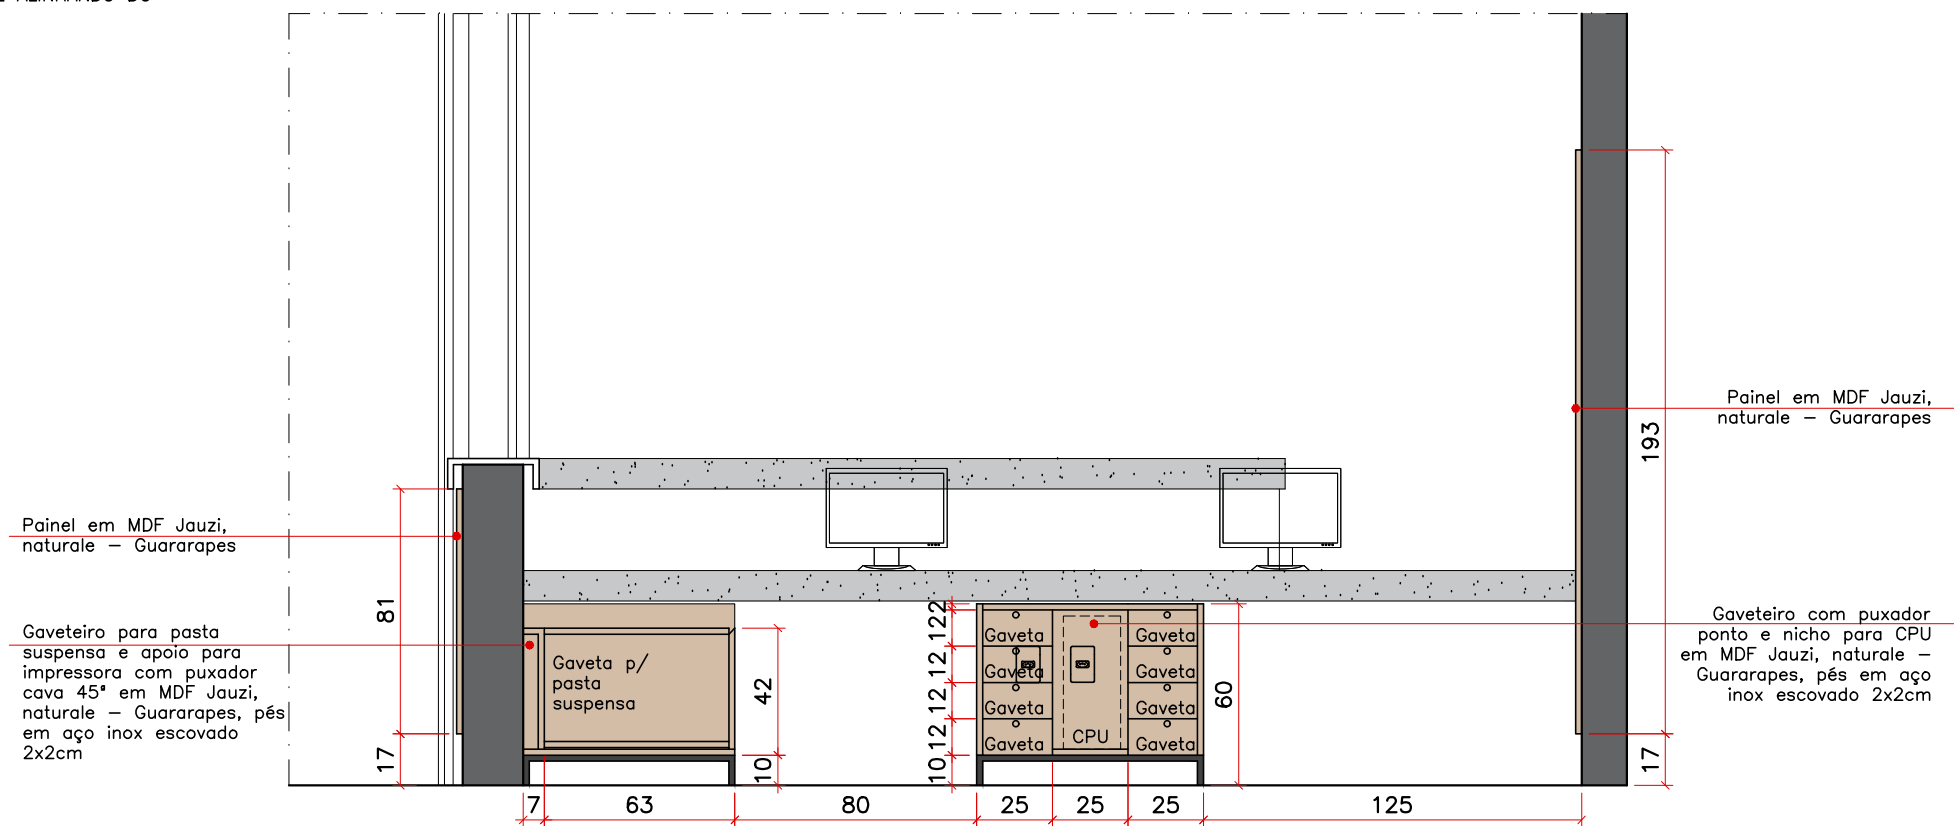 Painel em MDF Jauzi,
naturale – Guararapes
193
Painel em MDF Jauzi,
naturale – Guararapes
81
17
Gaveteiro para pasta
suspensa e apoio para
impressora com puxador
cava 45° em MDF Jauzi,
naturale – Guararapes, pés
em aço inox escovado
2x2cm
Gaveta p/
pasta
suspensa
42
10
2
12
12
12
12
10
Gaveta
Gaveta
Gaveta
Gaveta
CPU
Gaveta
Gaveta
Gaveta
Gaveta
60
Gaveteiro com puxador
ponto e nicho para CPU
em MDF Jauzi, naturale –
Guararapes, pés em aço
inox escovado 2x2cm
17
7
63
80
25
25
25
125